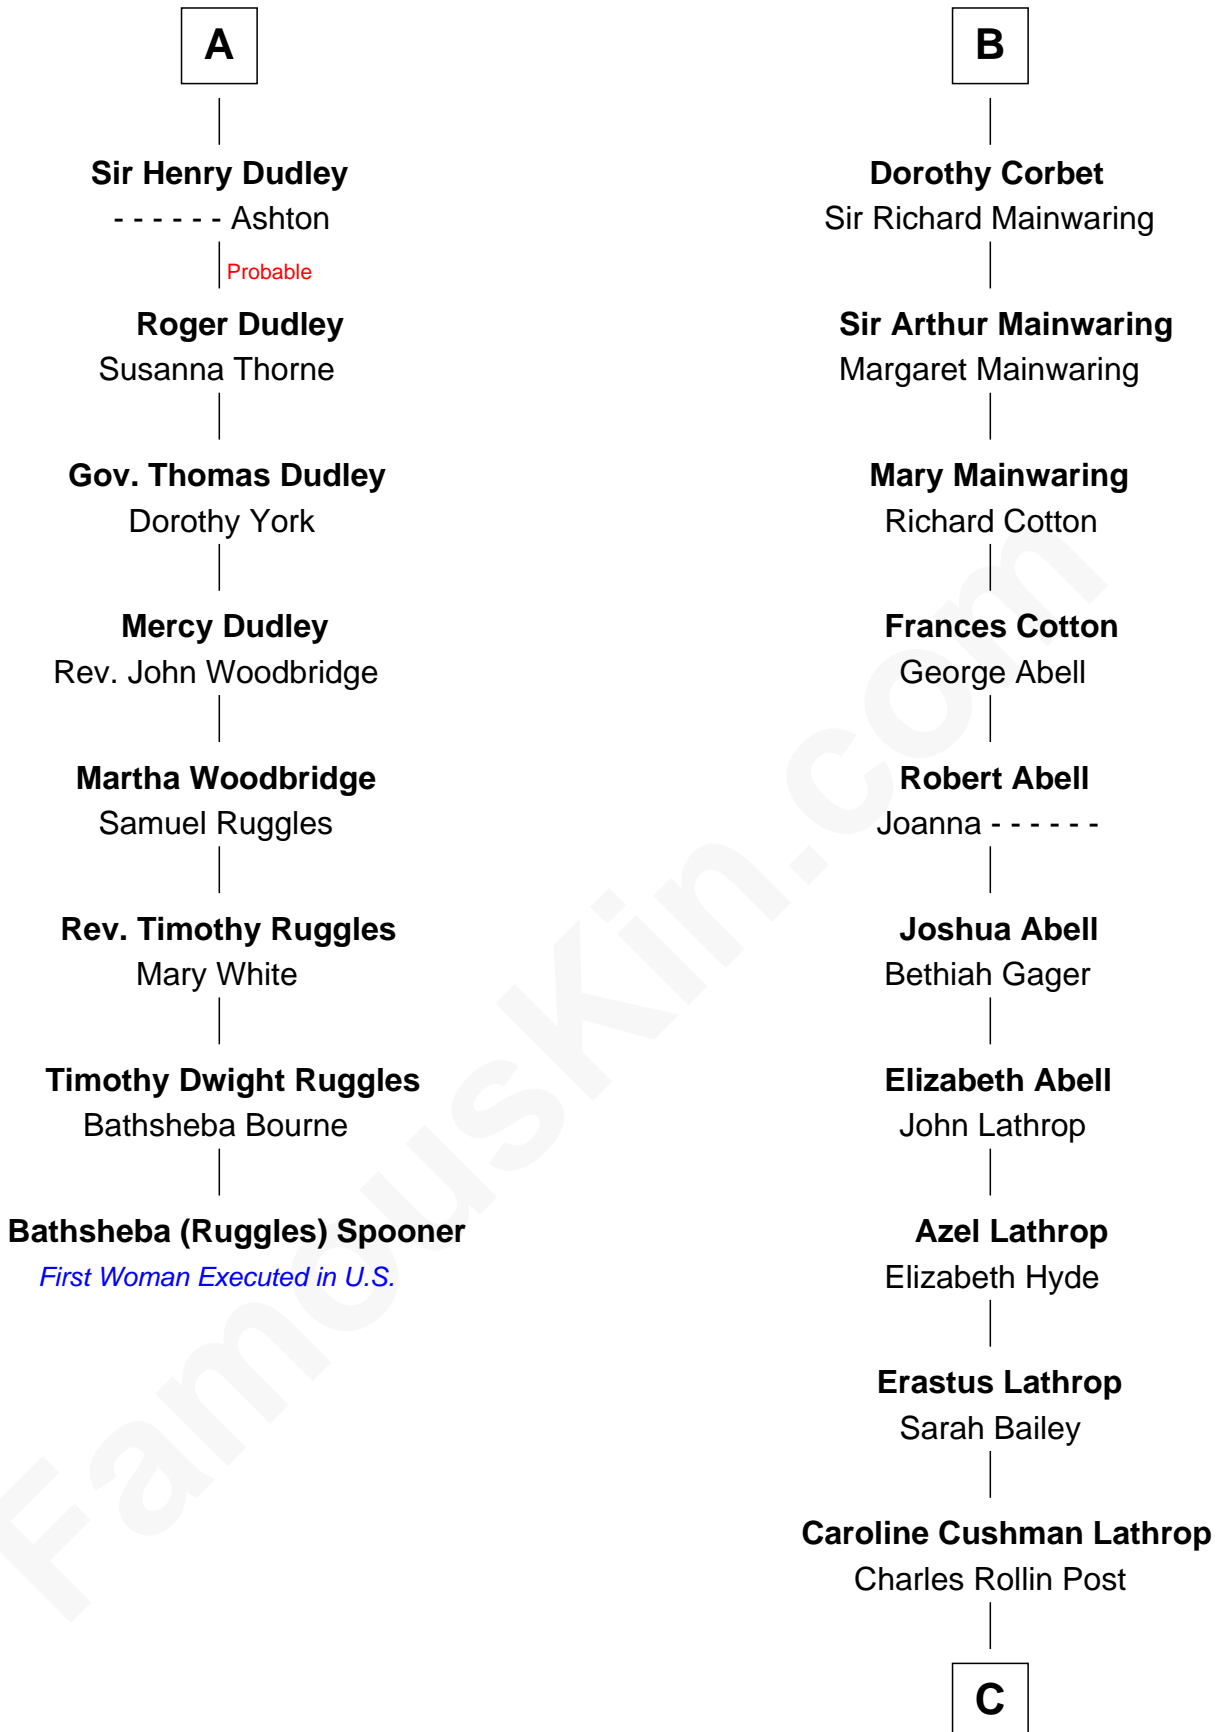 A
Sir Henry Dudley
- - - - - - Ashton
Probable
Roger Dudley
Susanna Thorne
Gov. Thomas Dudley
Dorothy York
Mercy Dudley
Rev. John Woodbridge
Martha Woodbridge
Samuel Ruggles
Rev. Timothy Ruggles
Mary White
Timothy Dwight Ruggles
Bathsheba Bourne
Bathsheba (Ruggles) Spooner
First Woman Executed in U.S.
B
Dorothy Corbet
Sir Richard Mainwaring
Sir Arthur Mainwaring
Margaret Mainwaring
Mary Mainwaring
Richard Cotton
Frances Cotton
George Abell
Robert Abell
Joanna - - - - - -
Joshua Abell
Bethiah Gager
Elizabeth Abell
John Lathrop
Azel Lathrop
Elizabeth Hyde
Erastus Lathrop
Sarah Bailey
Caroline Cushman Lathrop
Charles Rollin Post
C
FamousKin.com